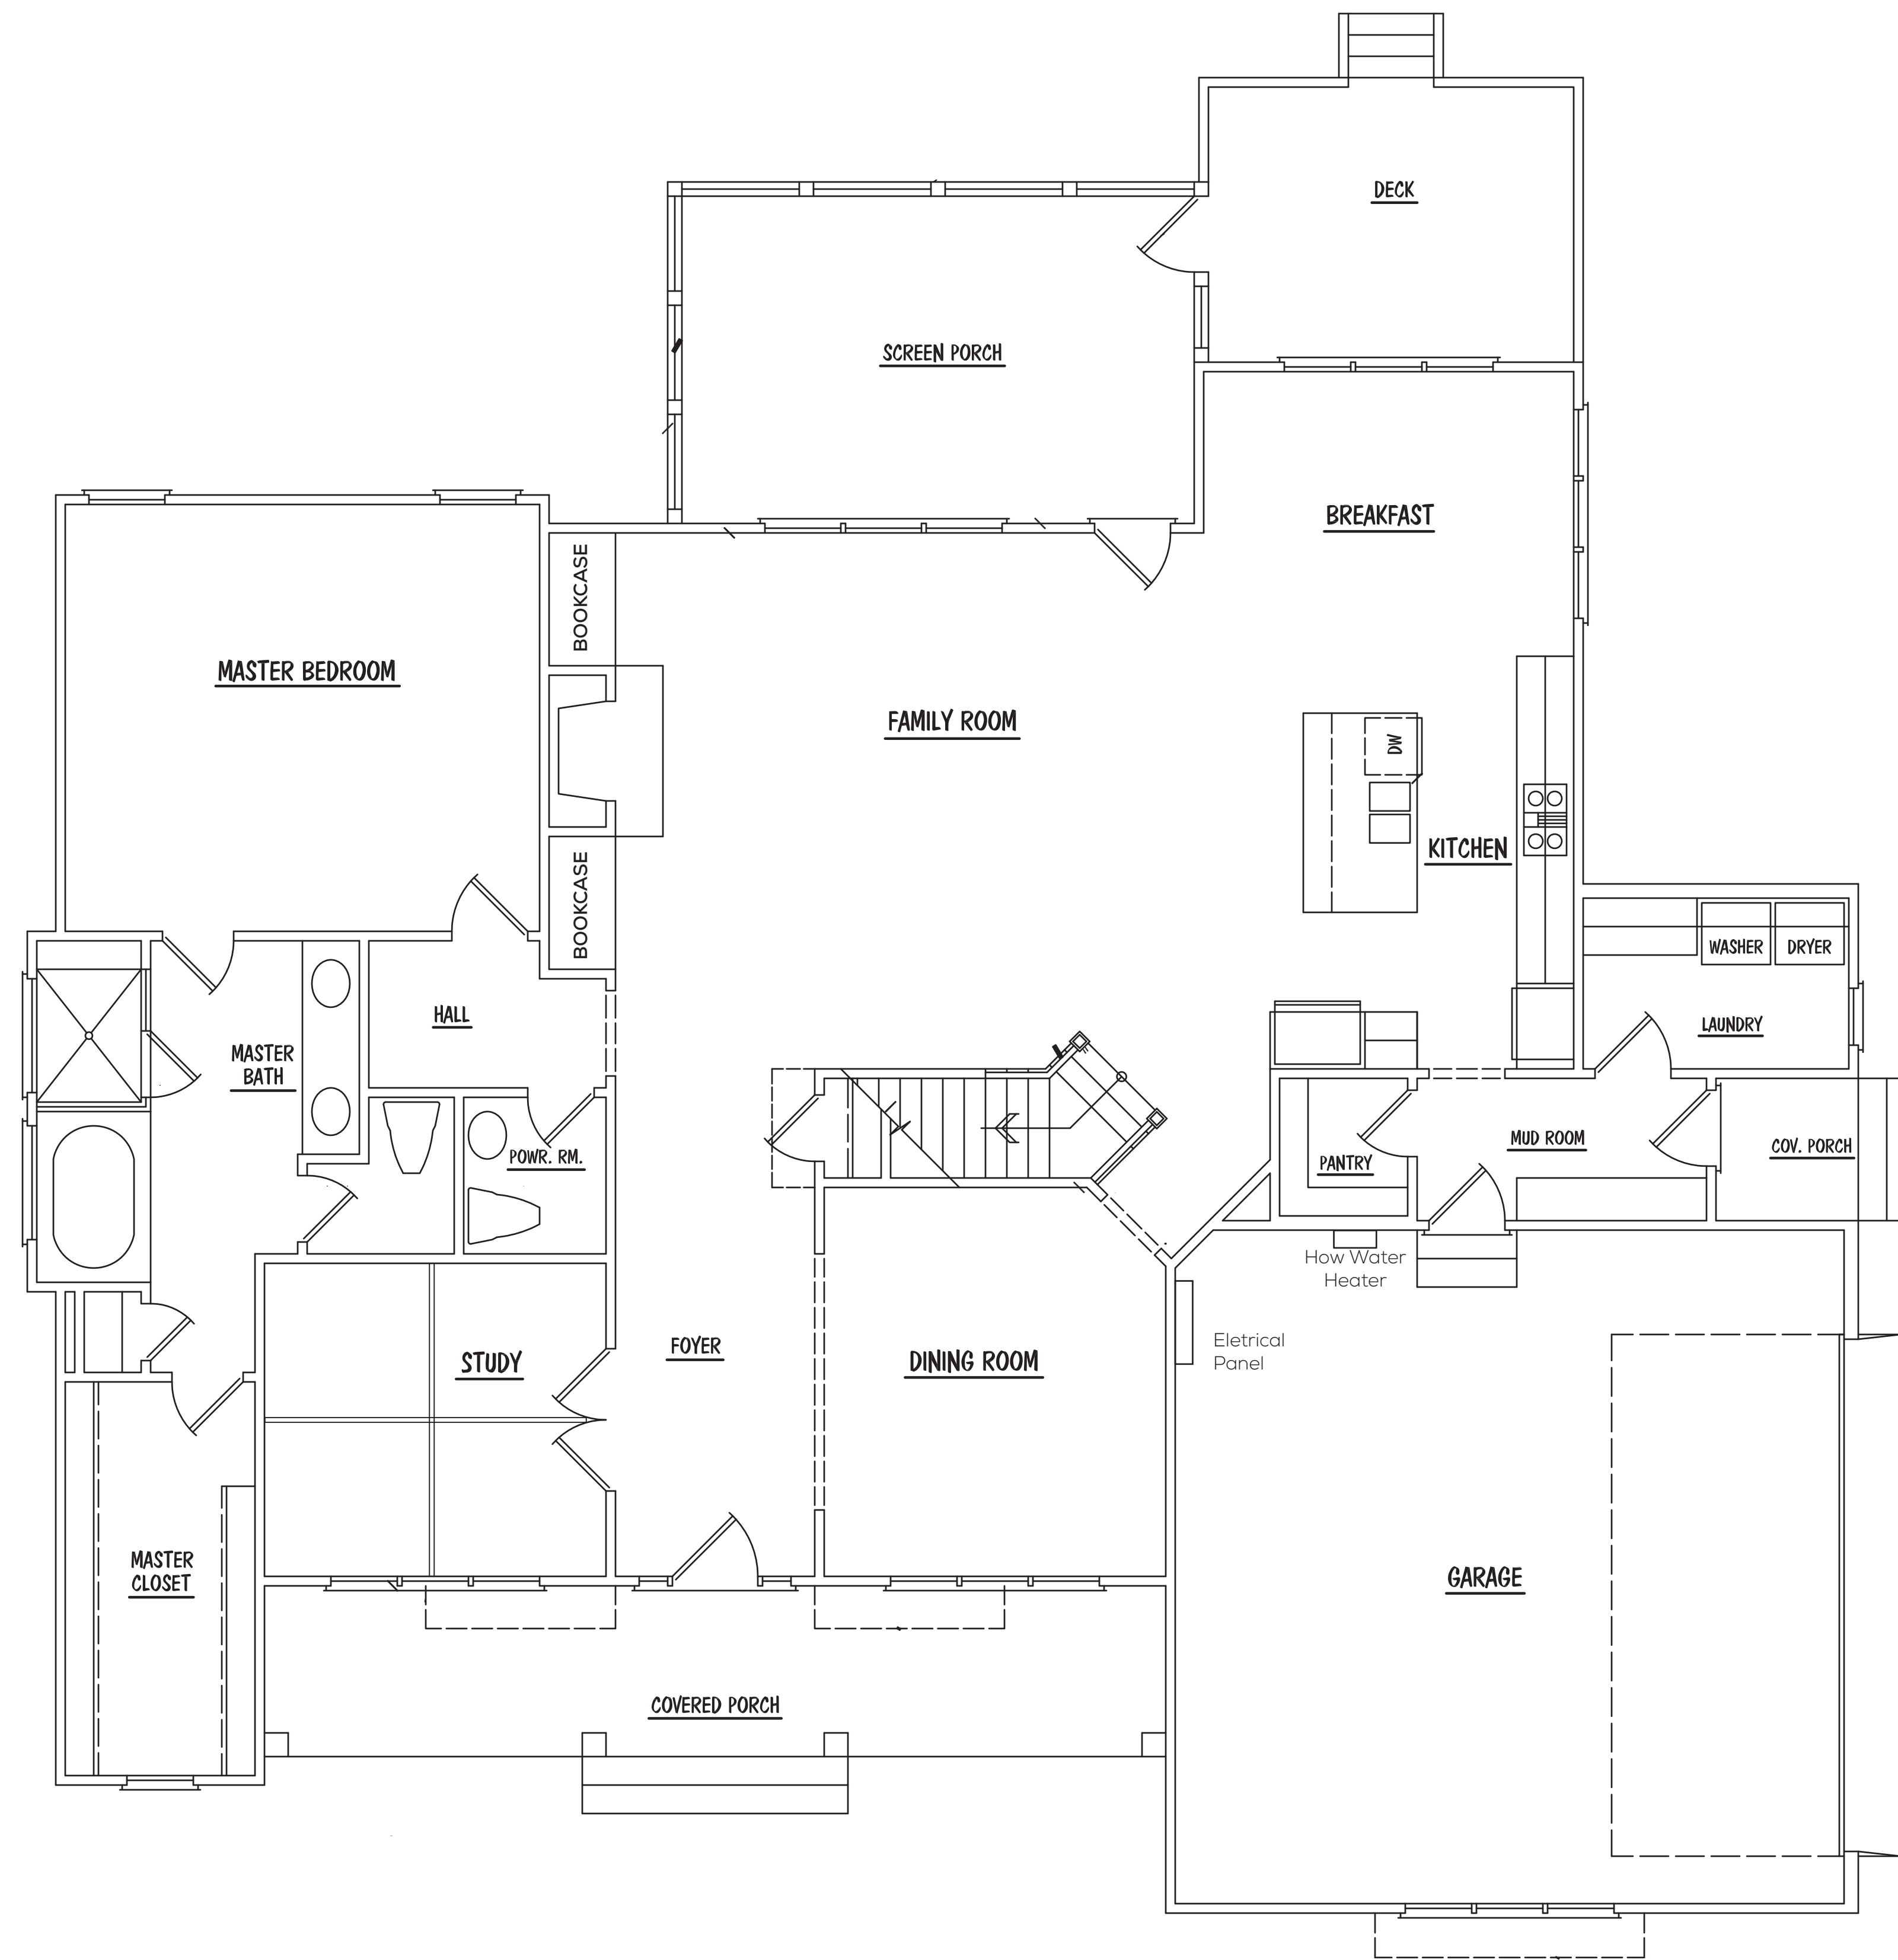 DECK
SCREEN PORCH
BREAKFAST
BOOKCASE
MASTER BEDROOM
FAMILY ROOM
DW
KITCHEN
BOOKCASE
WASHER
DRYER
HALL
LAUNDRY
MASTER
BATH
POWR. RM.
PANTRY
MUD ROOM
COV. PORCH
How Water
Heater
Eletrical
Panel
FOYER
STUDY
DINING ROOM
MASTER
CLOSET
GARAGE
COVERED PORCH